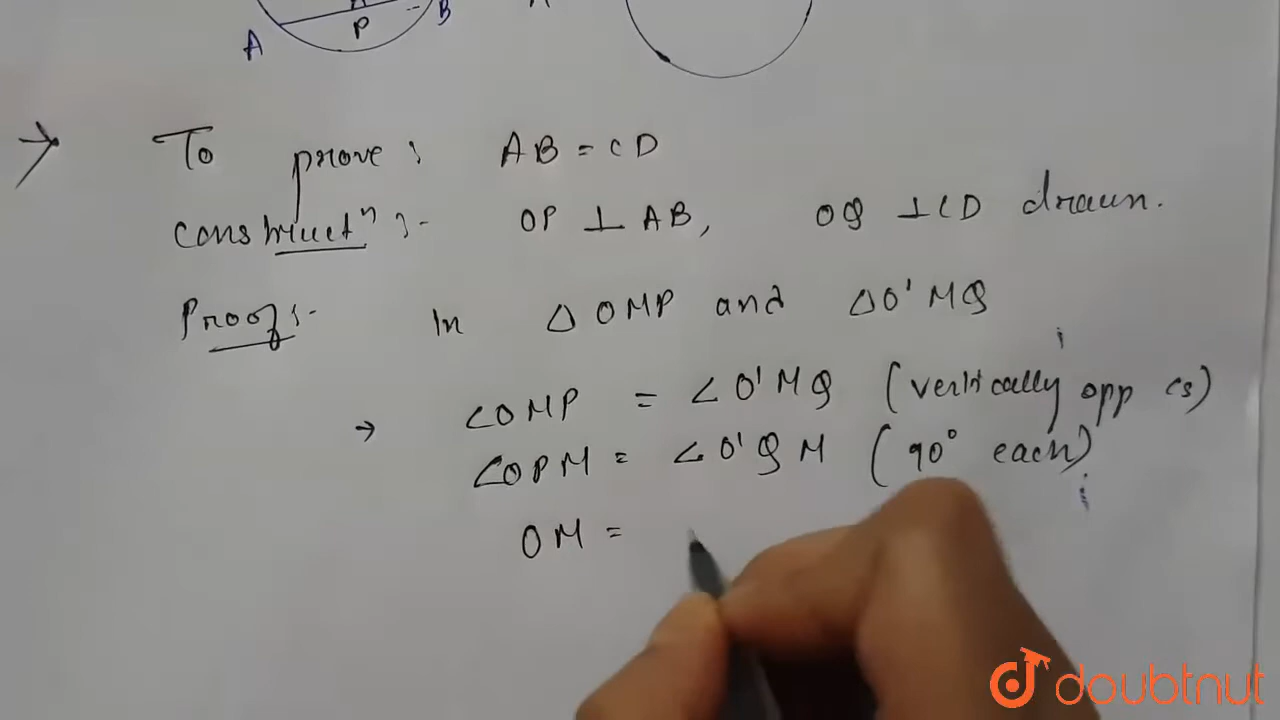 A P B
To prove : AB = CD
constructⁿ :- OP ⊥ AB, OQ ⊥ CD drawn.
Proof :- In △ OMP and △O'MQ
→ ∠OMP = ∠O'MQ (vertically opp ∠s)
∠OPM = ∠O'QM (90° each)
OM =
doubtnut